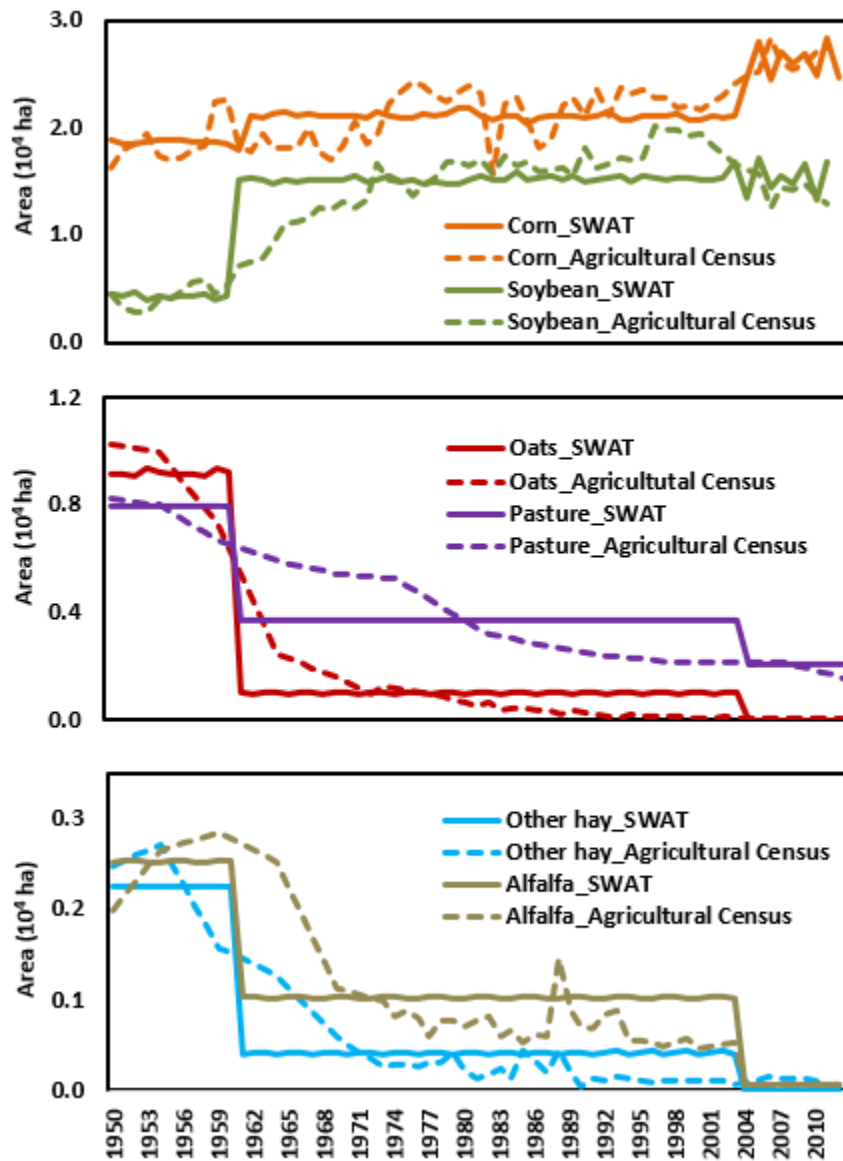 3.0
2.0
1.0
0.0
Area (10⁴ ha)
Corn_SWAT
Corn_Agricultural Census
Soybean_SWAT
Soybean_Agricultural Census
1.2
0.8
0.4
0.0
Area (10⁴ ha)
Oats_SWAT
Oats_Agricultutal Census
Pasture_SWAT
Pasture_Agricultural Census
0.3
0.2
0.1
0.0
Area (10⁴ ha)
Other hay_SWAT
Other hay_Agricultural Census
Alfalfa_SWAT
Alfalfa_Agricultural Census
1950
1953
1956
1959
1962
1965
1968
1971
1974
1977
1980
1983
1986
1989
1992
1995
1998
2001
2004
2007
2010